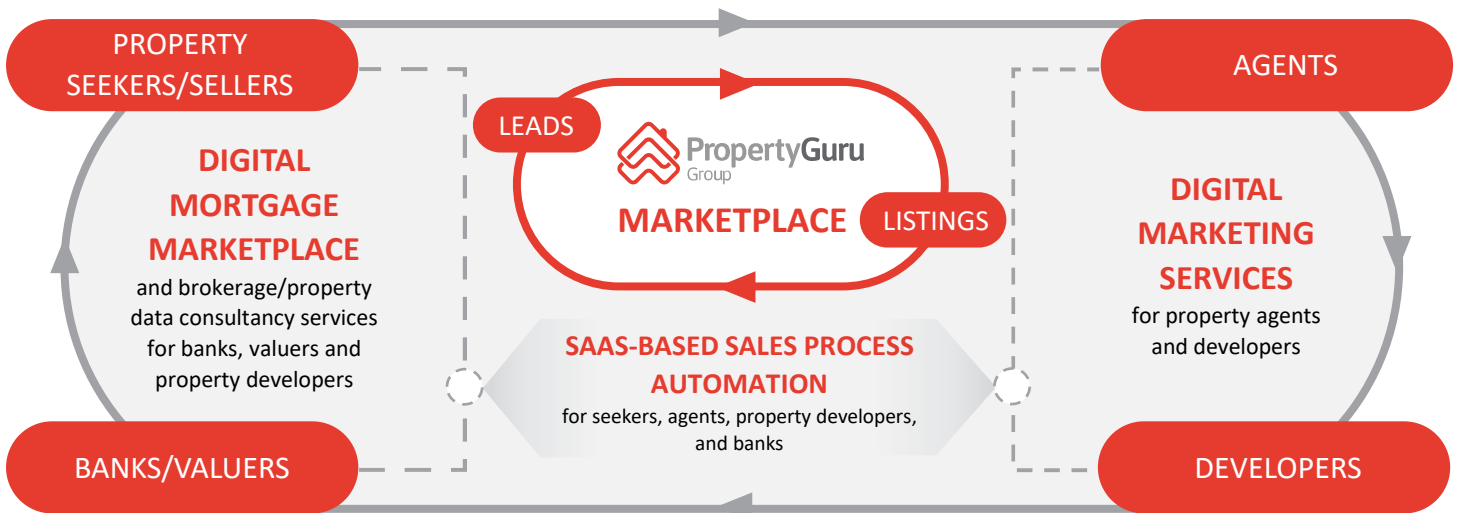 PROPERTY
SEEKERS/SELLERS
AGENTS
LEADS
PropertyGuru
Group
MARKETPLACE
LISTINGS
DIGITAL
MORTGAGE
MARKETPLACE
and brokerage/property
data consultancy services
for banks, valuers and
property developers
DIGITAL
MARKETING
SERVICES
for property agents
and developers
SAAS-BASED SALES PROCESS
AUTOMATION
for seekers, agents, property developers,
and banks
BANKS/VALUERS
DEVELOPERS